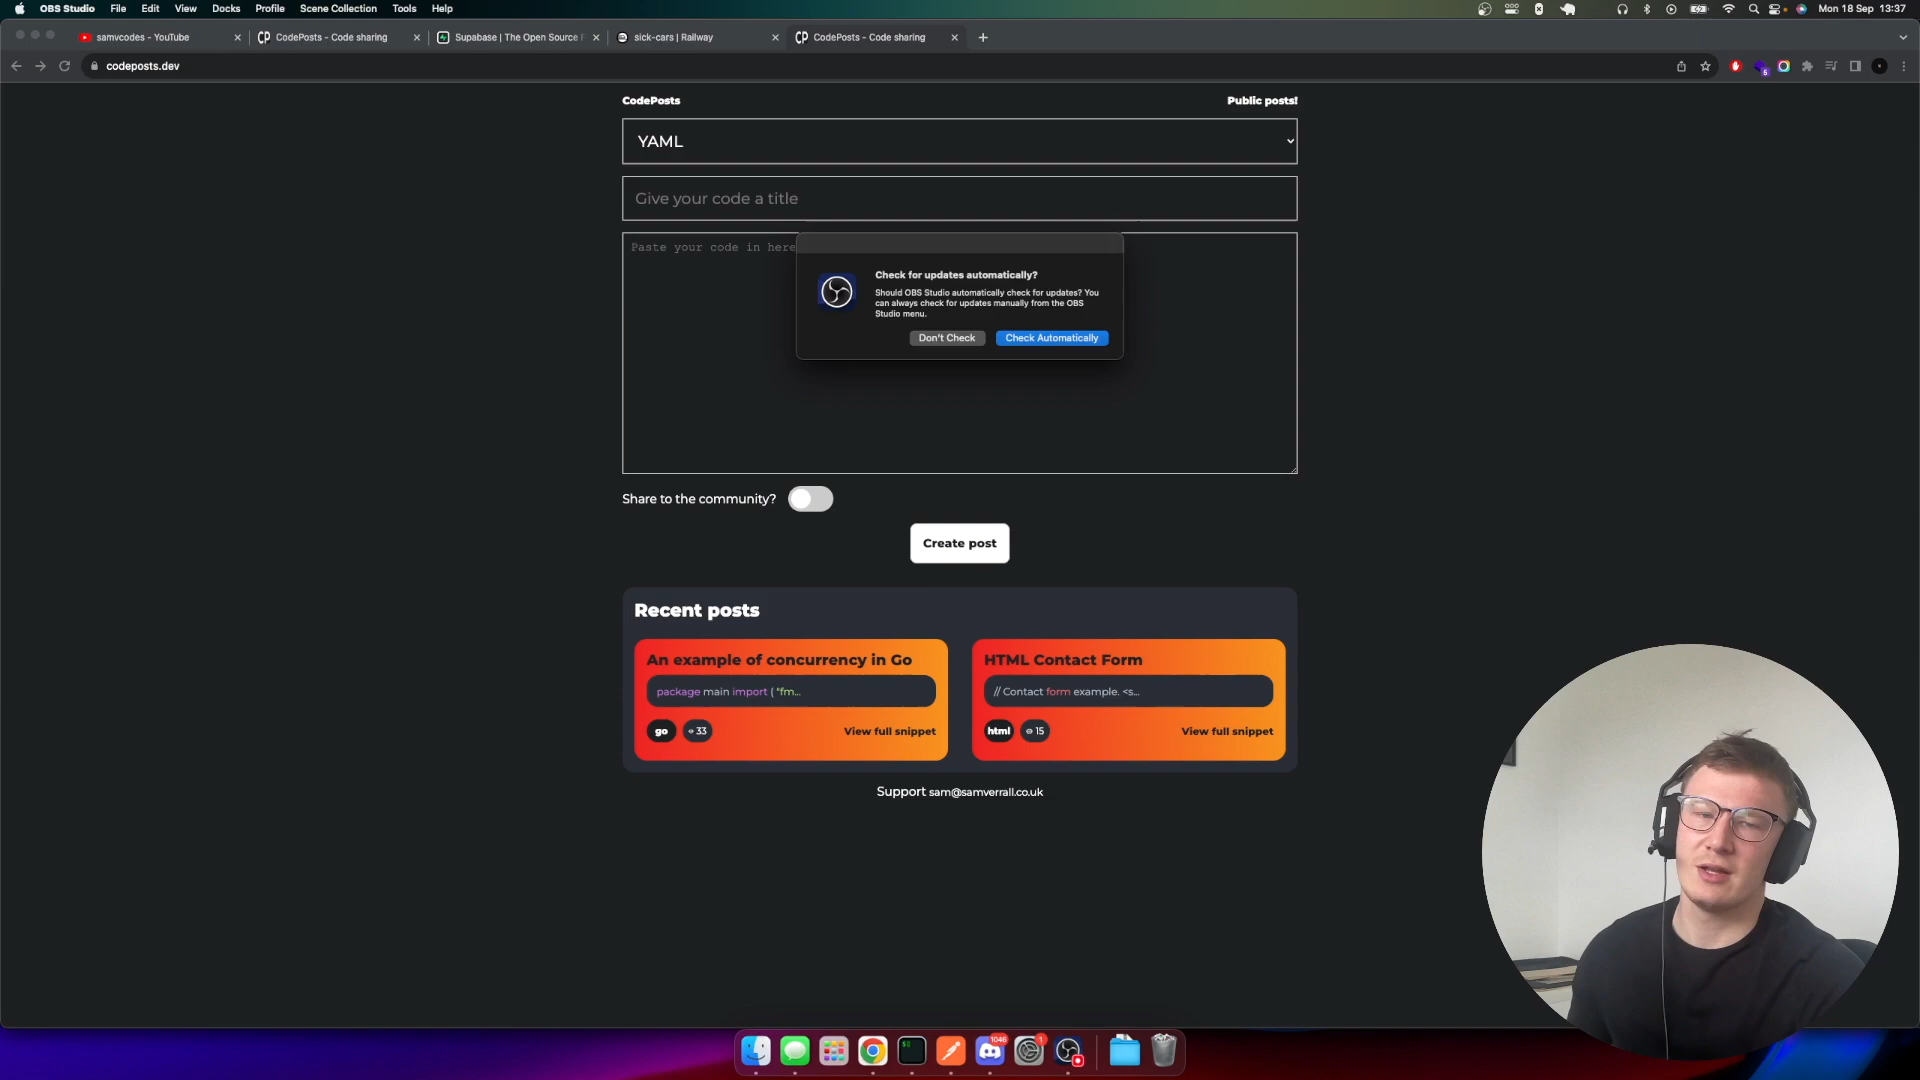 OBS Studio File Edit View Docks Profile Scene Collection Tools Help Mon 18 Sep 13:37
samvcodes - YouTube CodePosts - Code sharing Supabase | The Open Source sick-cars | Railway CodePosts - Code sharing
codeposts.dev
5
CodePosts Public posts!
YAML
Give your code a title
Paste your code in here
Check for updates automatically?
Should OBS Studio automatically check for updates? You
can always check for updates manually from the OBS
Studio menu.
Don't Check Check Automatically
Share to the community?
Create post
Recent posts
An example of concurrency in Go
package main import ( "fm...
go 33 View full snippet
HTML Contact Form
// Contact form example. <s...
html 15 View full snippet
Support sam@samverrall.co.uk
1046 1